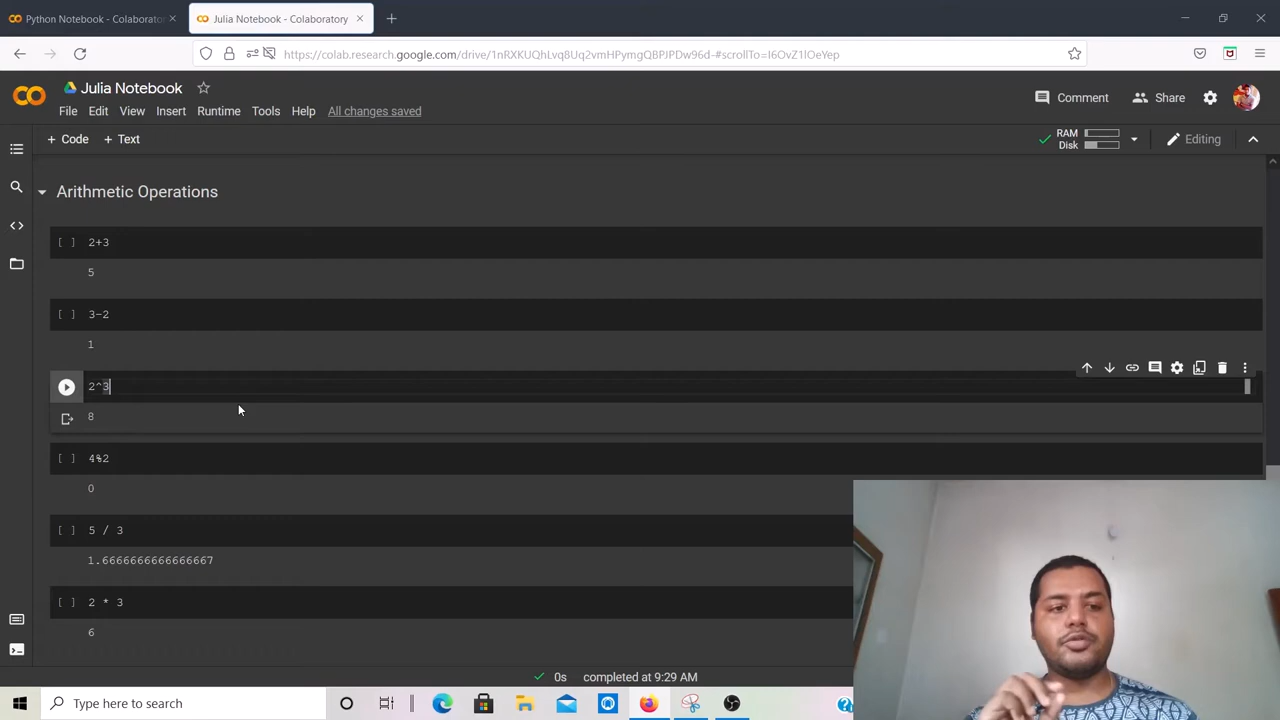 Python Notebook - Colaborator
Julia Notebook - Colaboratory
https://colab.research.google.com/drive/1nRXKUQhLvq8Uq2vmHPymgQBPJPDw96d-#scrollTo=I6OvZ1lOeYep
Julia Notebook
Comment
Share
File Edit View Insert Runtime Tools Help All changes saved
+ Code + Text
RAM
Disk
Editing
Arithmetic Operations
[ ] 2+3
5
[ ] 3-2
1
2^3
8
[ ] 4%2
0
[ ] 5 / 3
1.6666666666666667
[ ] 2 * 3
6
0s completed at 9:29 AM
Type here to search